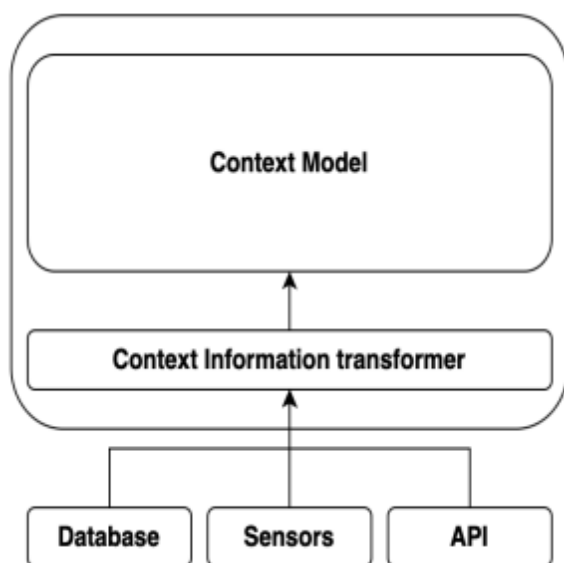 Context Model
Context Information transformer
Database
Sensors
API